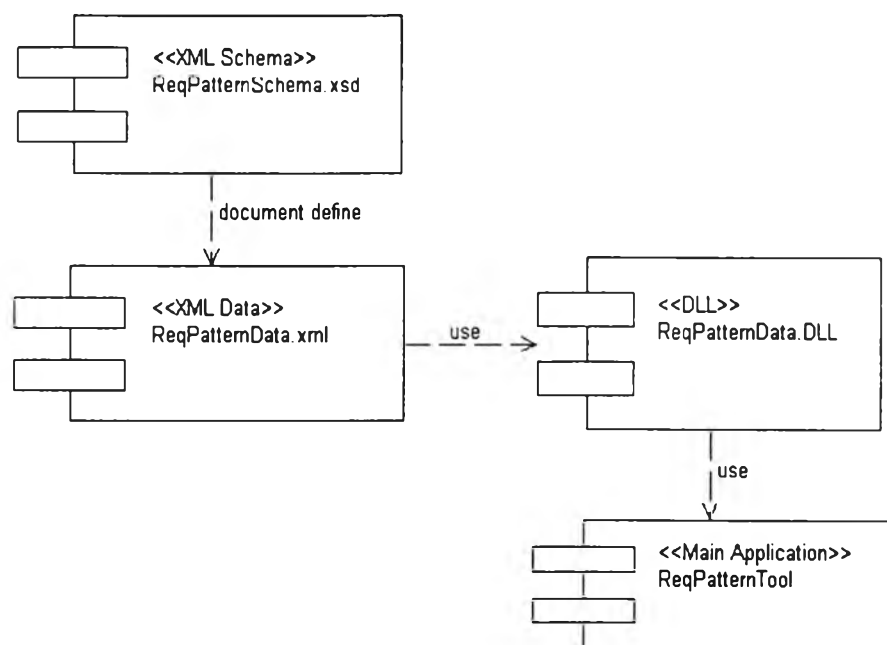 <<XML Schema>>
ReqPatternSchema.xsd
document define
<<XML Data>>
ReqPatternData.xml
use
<<DLL>>
ReqPatternData.DLL
use
<<Main Application>>
ReqPatternTool